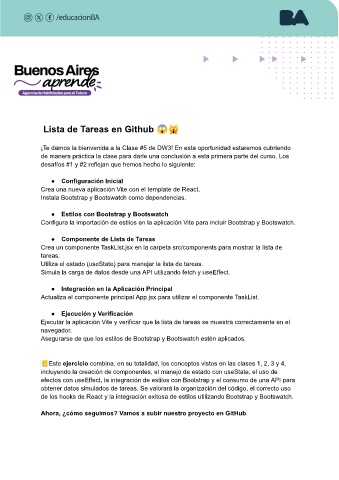 /educacionBA
BA
Buenos Aires
aprende
Agencia de Habilidades para el Futuro
Lista de Tareas en Github 😱🙀
¡Te damos la bienvenida a la Clase #5 de DW3! En esta oportunidad estaremos cubriendo
de manera práctica la clase para darle una conclusión a esta primera parte del curso. Los
desafíos #1 y #2 reflejan que hemos hecho lo siguiente:
● Configuración Inicial
Crea una nueva aplicación Vite con el template de React.
Instala Bootstrap y Bootswatch como dependencias.
● Estilos con Bootstrap y Bootswatch
Configura la importación de estilos en la aplicación Vite para incluir Bootstrap y Bootswatch.
● Componente de Lista de Tareas
Crea un componente TaskList.jsx en la carpeta src/components para mostrar la lista de
tareas.
Utiliza el estado (useState) para manejar la lista de tareas.
Simula la carga de datos desde una API utilizando fetch y useEffect.
● Integración en la Aplicación Principal
Actualiza el componente principal App.jsx para utilizar el componente TaskList.
● Ejecución y Verificación
Ejecutar la aplicación Vite y verificar que la lista de tareas se muestra correctamente en el
navegador.
Asegurarse de que los estilos de Bootstrap y Bootswatch estén aplicados.
📒Este ejercicio combina, en su totalidad, los conceptos vistos en las clases 1, 2, 3 y 4,
incluyendo la creación de componentes, el manejo de estado con useState, el uso de
efectos con useEffect, la integración de estilos con Bootstrap y el consumo de una API para
obtener datos simulados de tareas. Se valorará la organización del código, el correcto uso
de los hooks de React y la integración exitosa de estilos utilizando Bootstrap y Bootswatch.
Ahora, ¿cómo seguimos? Vamos a subir nuestro proyecto en GitHub.